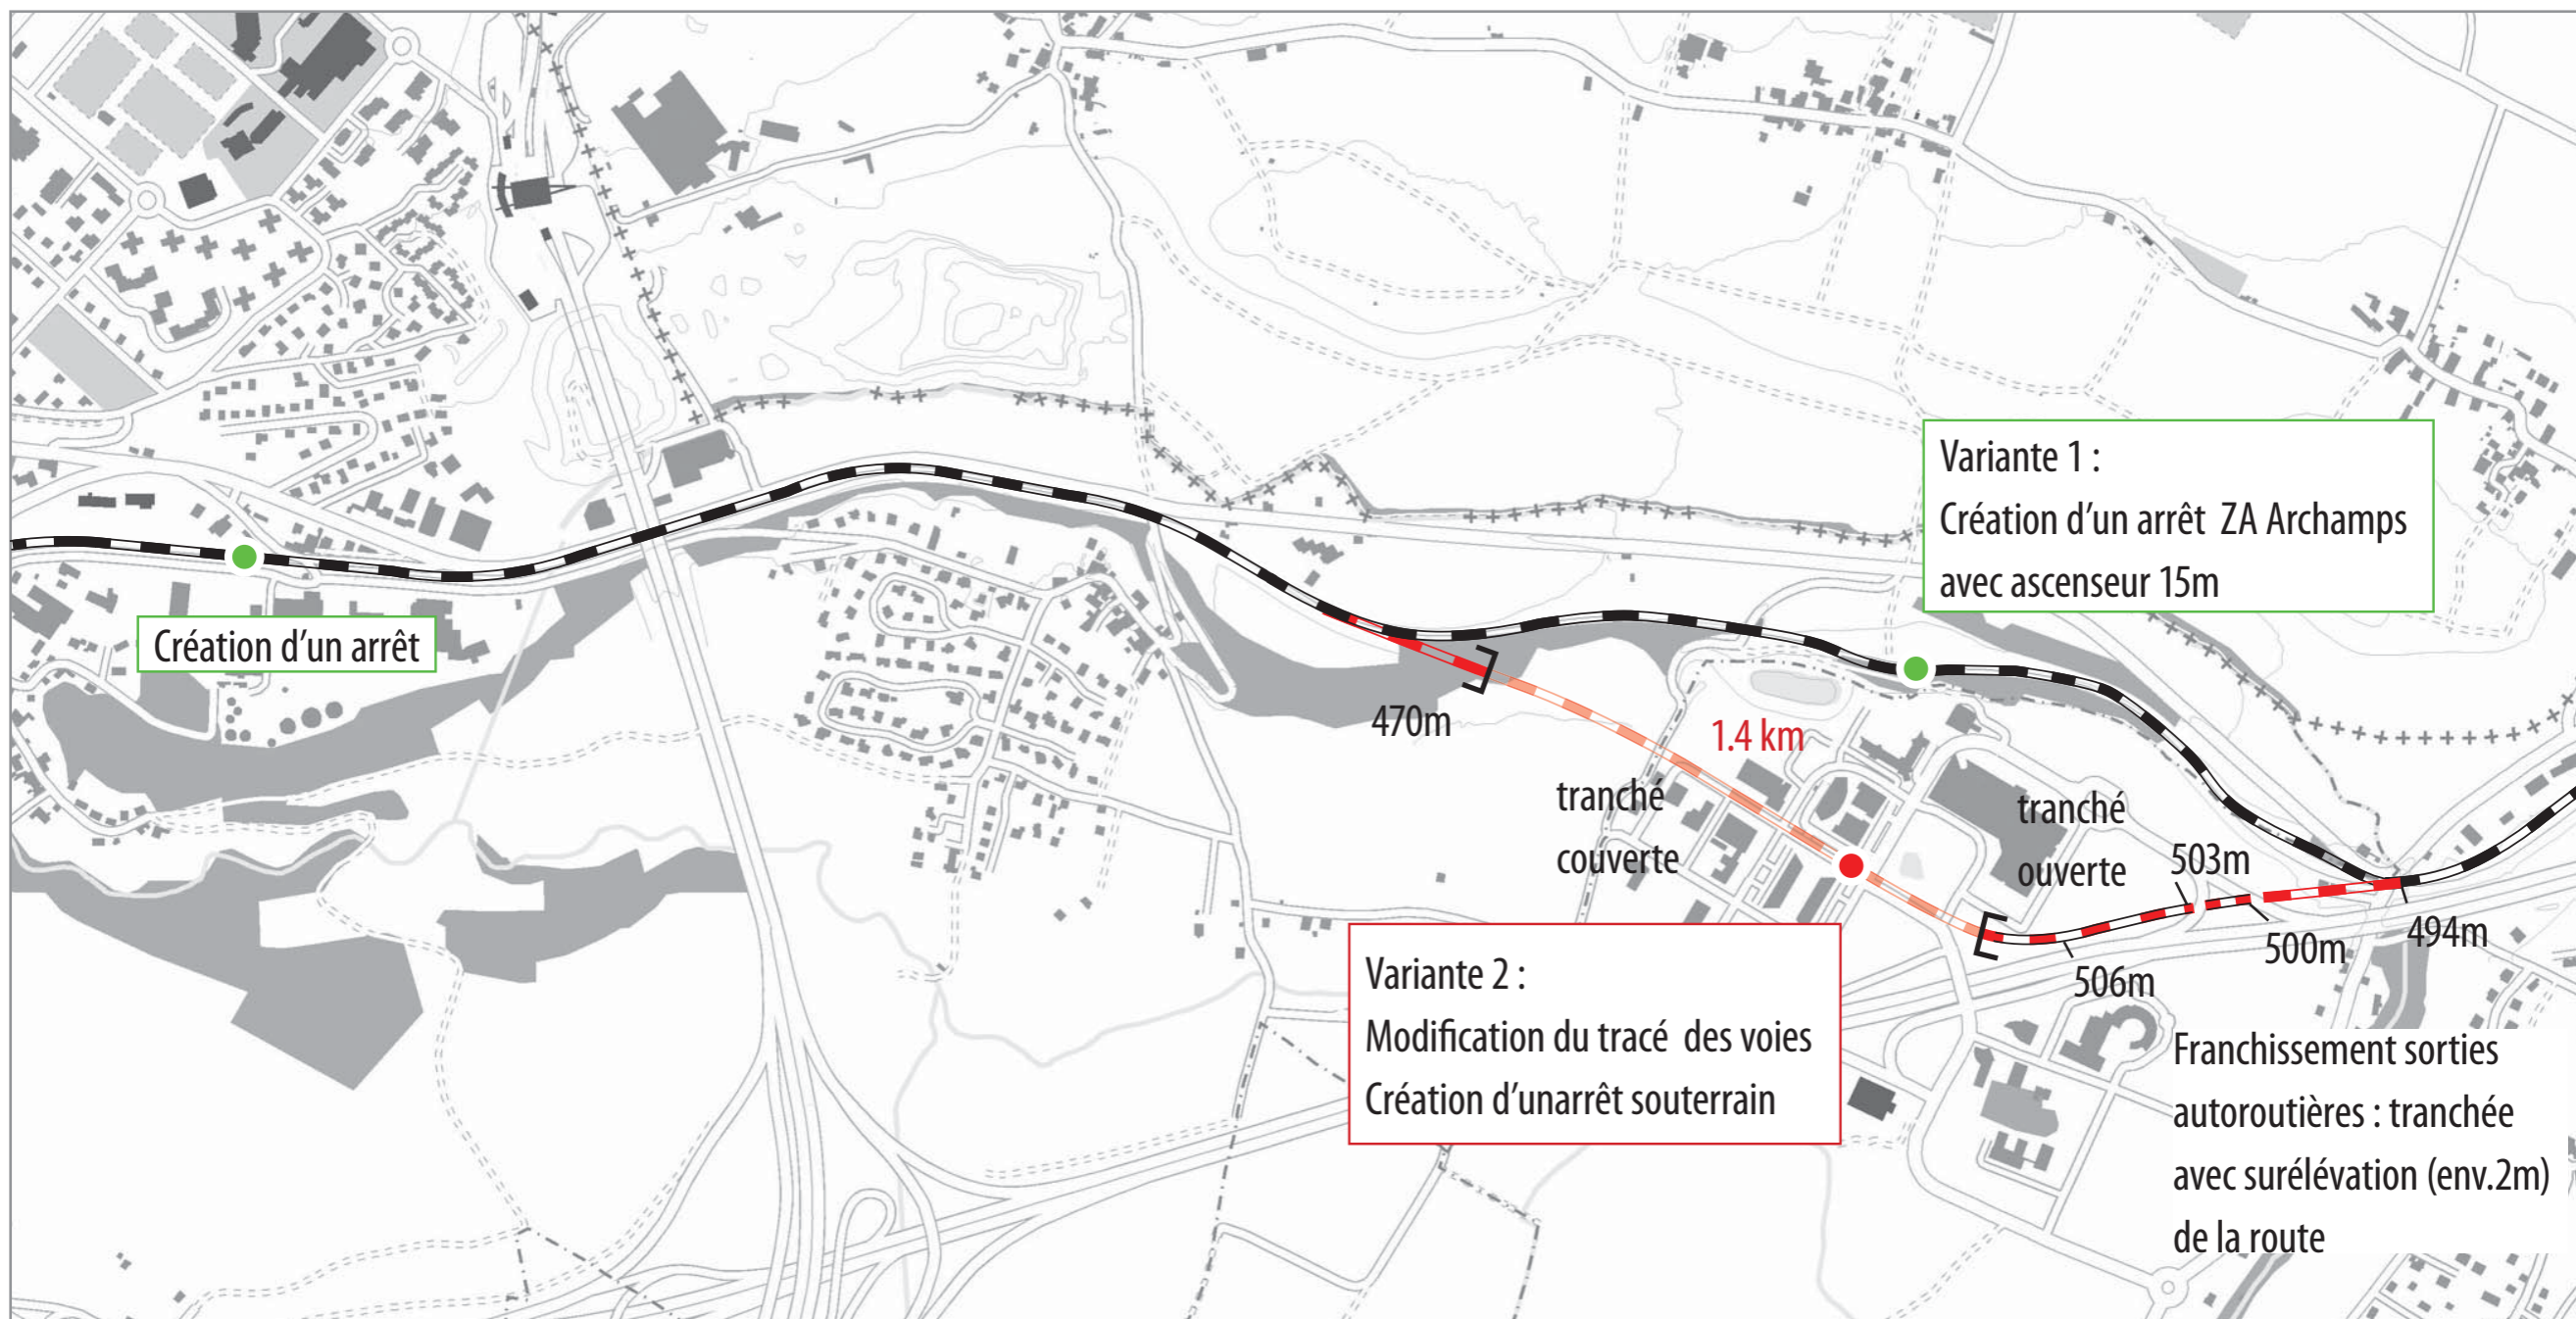 Variante 1 :
Création d'un arrêt ZA Archamps
avec ascenseur 15m
Création d'un arrêt
470m
1.4 km
tranché
couverte
tranché
ouverte
503m
500m
494m
506m
Variante 2 :
Modification du tracé des voies
Création d'unarrêt souterrain
Franchissement sorties
autoroutières : tranchée
avec surélévation (env.2m)
de la route